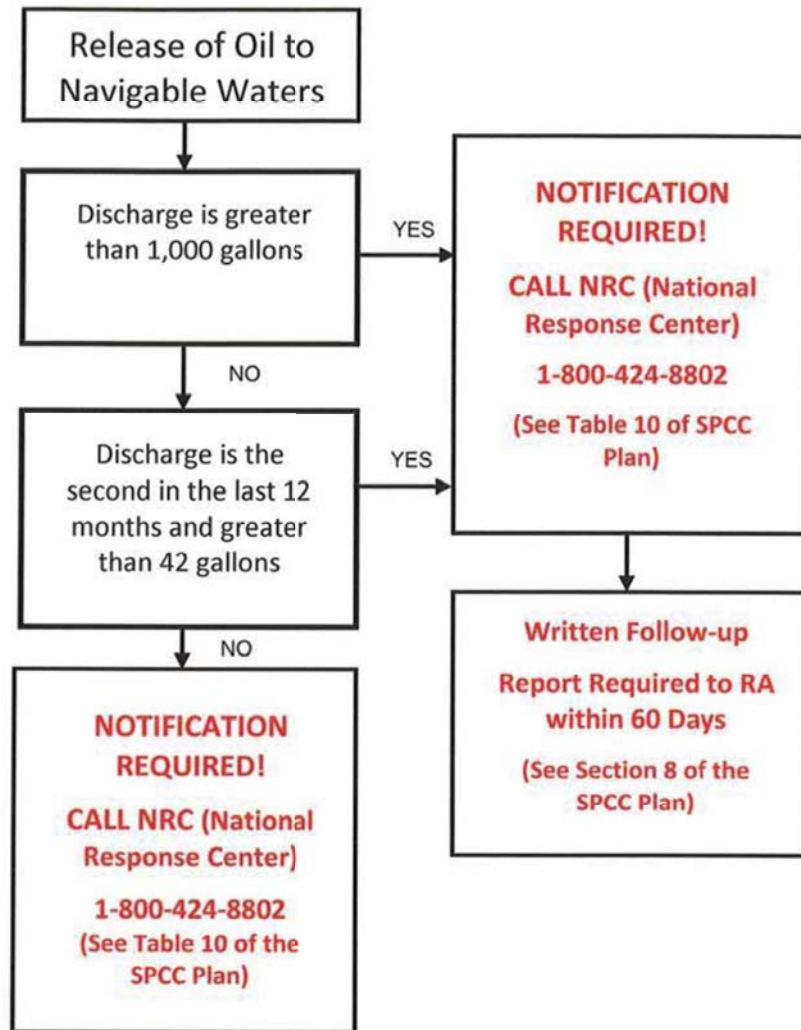 Release of Oil to
Navigable Waters
Discharge is greater
than 1,000 gallons
YES
NO
Discharge is the
second in the last 12
months and greater
than 42 gallons
YES
NO
NOTIFICATION
REQUIRED!
CALL NRC (National
Response Center)
1-800-424-8802
(See Table 10 of the
SPCC Plan)
NOTIFICATION
REQUIRED!
CALL NRC (National
Response Center)
1-800-424-8802
(See Table 10 of SPCC
Plan)
Written Follow-up
Report Required to RA
within 60 Days
(See Section 8 of the
SPCC Plan)